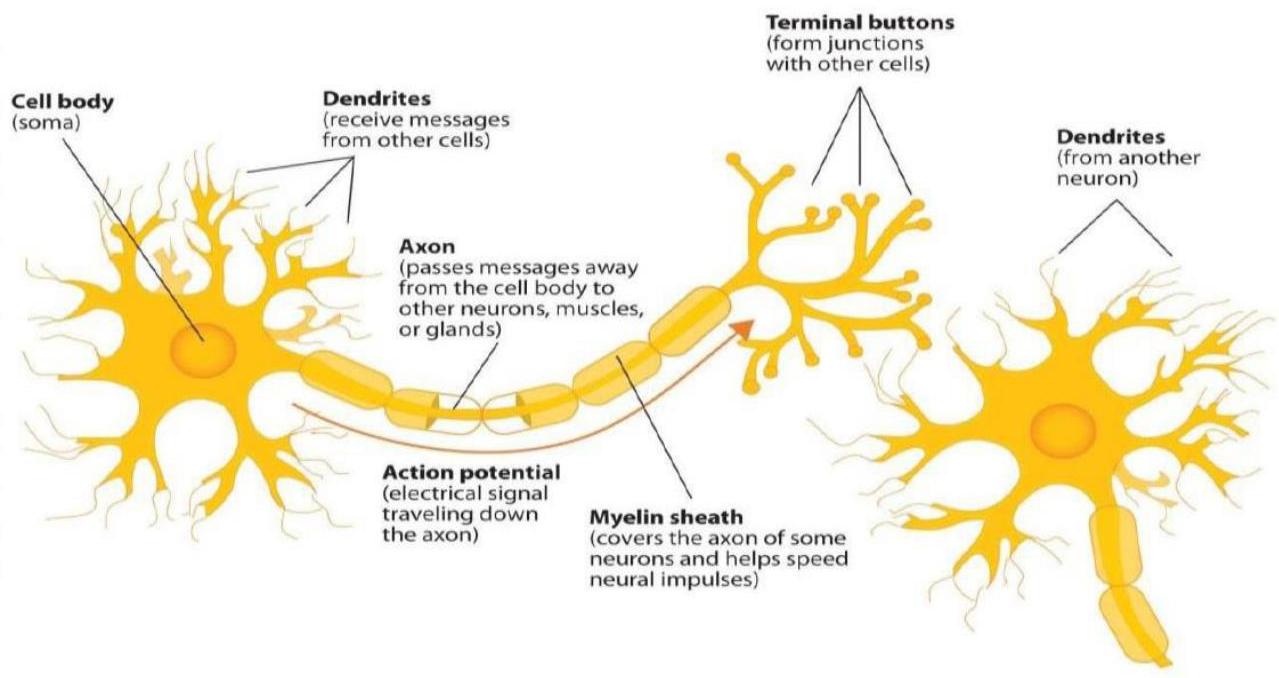 Terminal buttons
(form junctions
with other cells)
Cell body
(soma)
Dendrites
(receive messages
from other cells)
Dendrites
(from another
neuron)
Axon
(passes messages away
from the cell body to
other neurons, muscles,
or glands)
Action potential
(electrical signal
traveling down
the axon)
Myelin sheath
(covers the axon of some
neurons and helps speed
neural impulses)